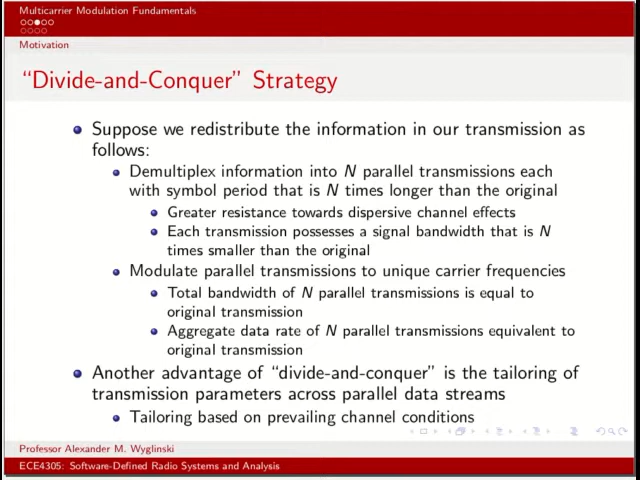 Multicarrier Modulation Fundamentals
Motivation
“Divide-and-Conquer” Strategy
Suppose we redistribute the information in our transmission as
follows:
Demultiplex information into N parallel transmissions each
with symbol period that is N times longer than the original
Greater resistance towards dispersive channel effects
Each transmission possesses a signal bandwidth that is N
times smaller than the original
Modulate parallel transmissions to unique carrier frequencies
Total bandwidth of N parallel transmissions is equal to
original transmission
Aggregate data rate of N parallel transmissions equivalent to
original transmission
Another advantage of “divide-and-conquer” is the tailoring of
transmission parameters across parallel data streams
Tailoring based on prevailing channel conditions
Professor Alexander M. Wyglinski
ECE4305: Software-Defined Radio Systems and Analysis